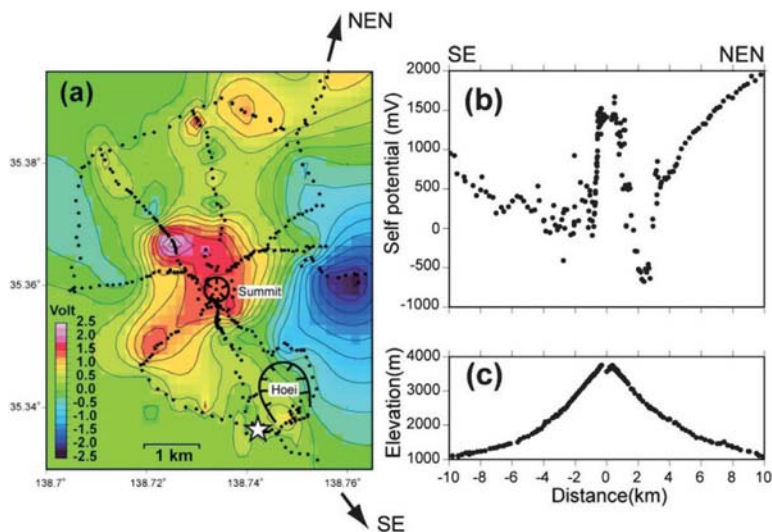 NEN
(a)
35.38°
35.36°
35.34°
Summit
Volt
2.5
2.0
1.5
1.0
0.5
0.0
-0.5
-1.0
-1.5
-2.0
-2.5
Hoei
1 km
138.7°
138.72°
138.74°
138.76°
SE
SE NEN
(b)
Self potential (mV)
2000
1500
1000
500
0
-500
-1000
(c)
Elevation(m)
4000
3000
2000
1000
-10 -8 -6 -4 -2 0 2 4 6 8 10
Distance(km)